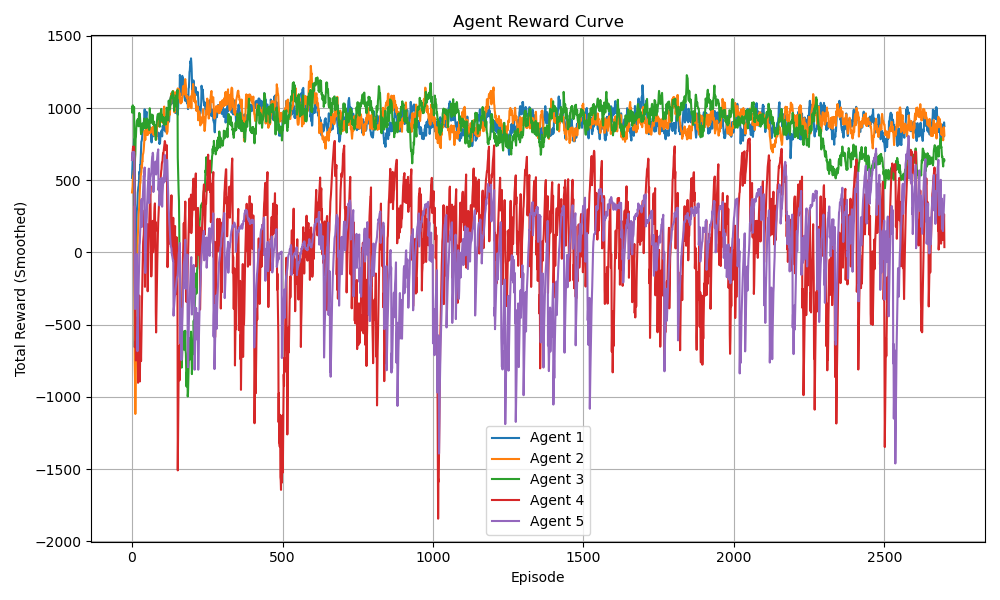 Agent Reward Curve
Total Reward (Smoothed)
1500
1000
500
0
−500
−1000
−1500
−2000
Agent 1
Agent 2
Agent 3
Agent 4
Agent 5
0 500 1000 1500 2000 2500
Episode